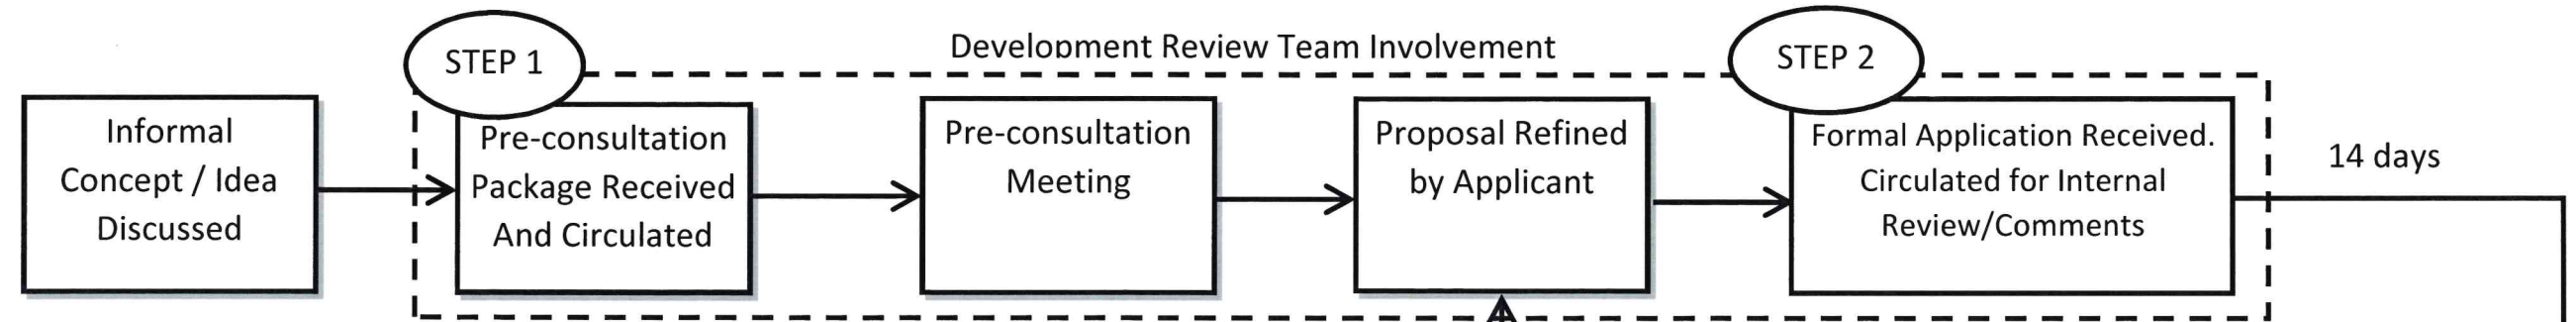 STEP 1
Development Review Team Involvement
STEP 2
Informal
Concept / Idea
Discussed
Pre-consultation
Package Received
And Circulated
Pre-consultation
Meeting
Proposal Refined
by Applicant
Formal Application Received.
Circulated for Internal
Review/Comments
14 days